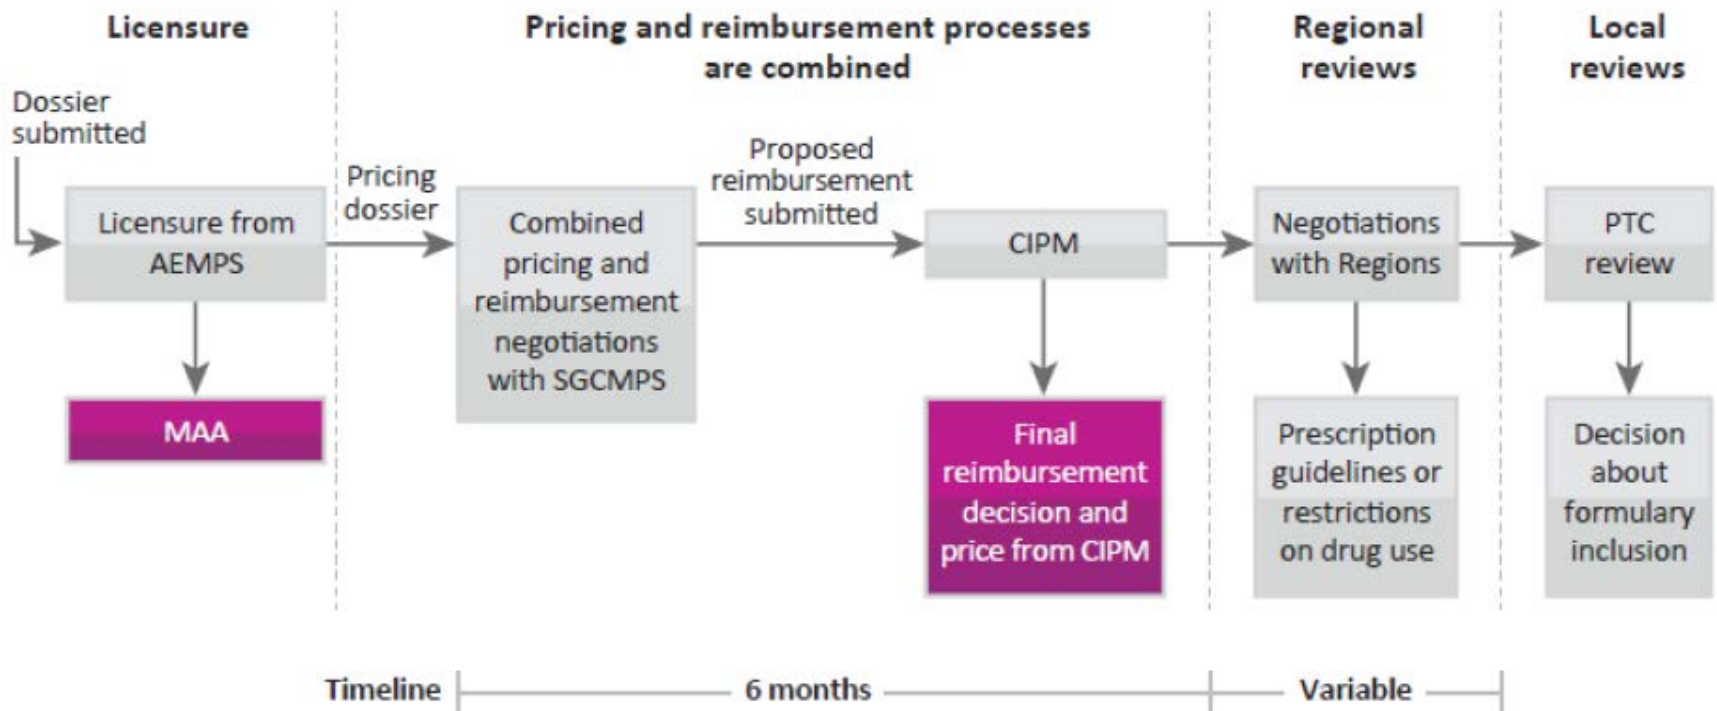 Licensure
Pricing and reimbursement processes
are combined
Regional
reviews
Local
reviews
Dossier
submitted
Licensure from
AEMPS
MAA
Pricing
dossier
Combined
pricing and
reimbursement
negotiations
with SGCMPS
Proposed
reimbursement
submitted
CIPM
Final
reimbursement
decision and
price from CIPM
Negotiations
with Regions
Prescription
guidelines or
restrictions
on drug use
PTC
review
Decision
about
formulary
inclusion
Timeline
6 months
Variable